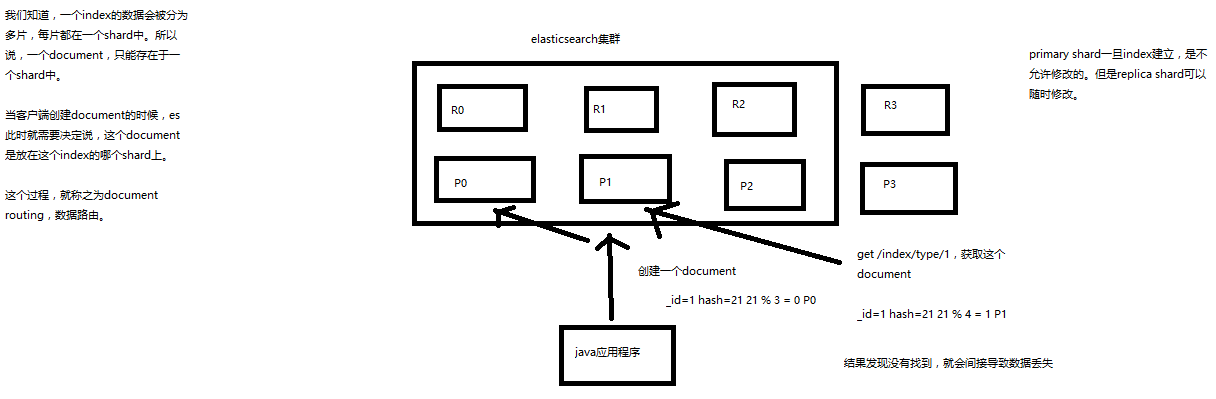 我们知道，一个index的数据会被分为
多片，每片都在一个shard中。所以
说，一个document，只能存在于一
个shard中。
当客户端创建document的时候，es
此时就需要决定说，这个document
是放在这个index的哪个shard上。
这个过程，就称之为document
routing，数据路由。
elasticsearch集群
R0
R1
R2
R3
P0
P1
P2
P3
primary shard一旦index建立，是不
允许修改的。但是replica shard可以
随时修改。
创建一个document
_id=1 hash=21 21 % 3 = 0 P0
java应用程序
get /index/type/1，获取这个
document
_id=1 hash=21 21 % 4 = 1 P1
结果发现没有找到，就会间接导致数据丢失